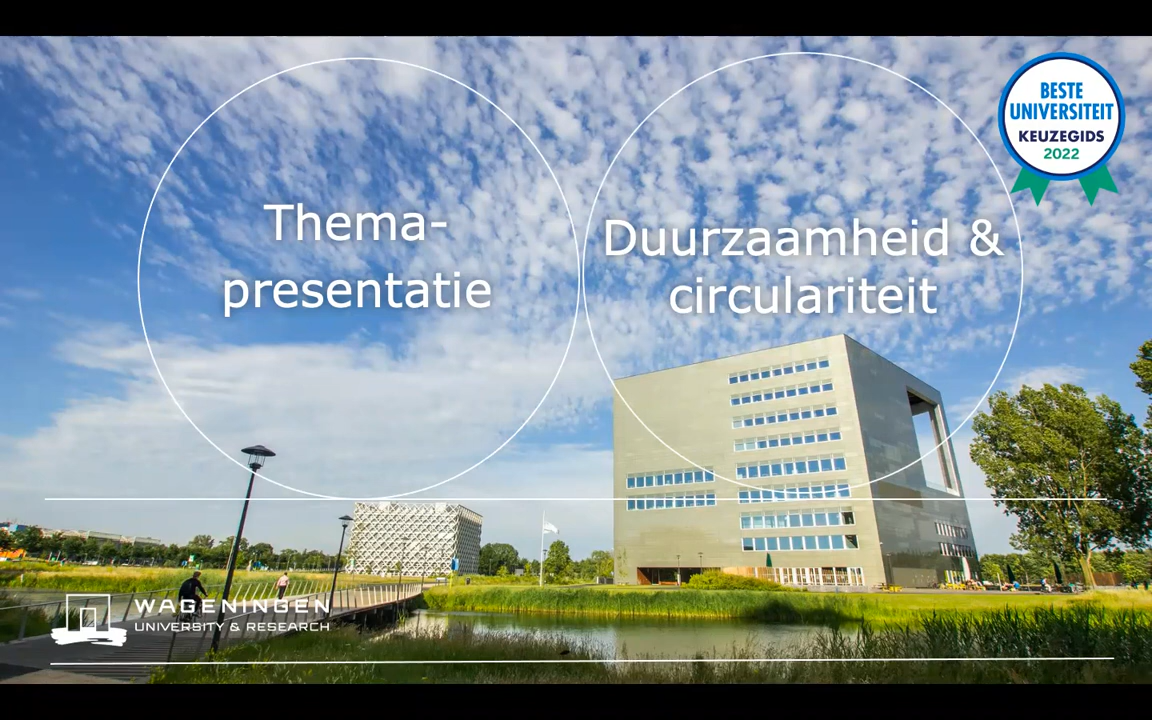 Thema-
presentatie
Duurzaamheid &
circulariteit
BESTE
UNIVERSITEIT
KEUZEGIDS
2022
WAGENINGEN
UNIVERSITY & RESEARCH